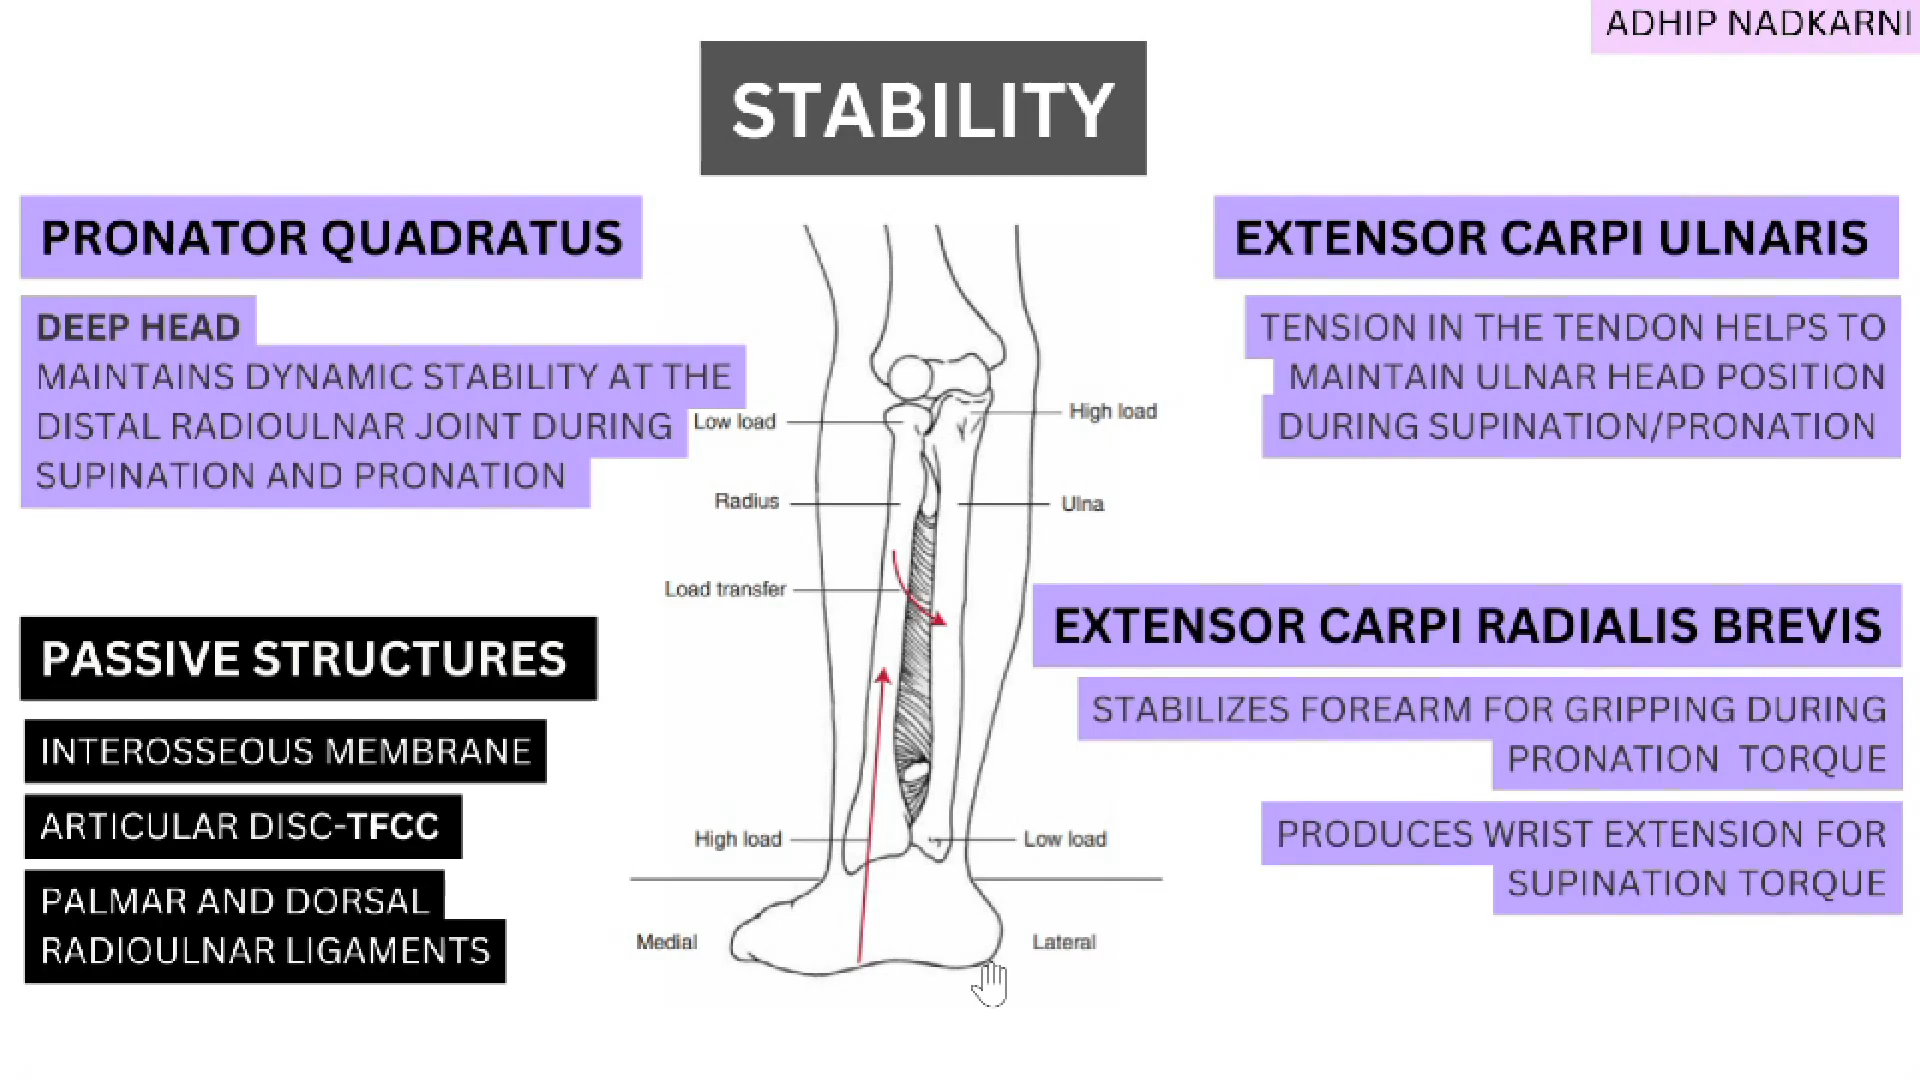 ADHIP NADKARNI
STABILITY
PRONATOR QUADRATUS
DEEP HEAD
MAINTAINS DYNAMIC STABILITY AT THE
DISTAL RADIOULNAR JOINT DURING
SUPINATION AND PRONATION
PASSIVE STRUCTURES
INTEROSSEOUS MEMBRANE
ARTICULAR DISC-TFCC
PALMAR AND DORSAL
RADIOULNAR LIGAMENTS
Low load
High load
Radius
Ulna
Load transfer
High load
Low load
Medial
Lateral
EXTENSOR CARPI ULNARIS
TENSION IN THE TENDON HELPS TO
MAINTAIN ULNAR HEAD POSITION
DURING SUPINATION/PRONATION
EXTENSOR CARPI RADIALIS BREVIS
STABILIZES FOREARM FOR GRIPPING DURING
PRONATION TORQUE
PRODUCES WRIST EXTENSION FOR
SUPINATION TORQUE